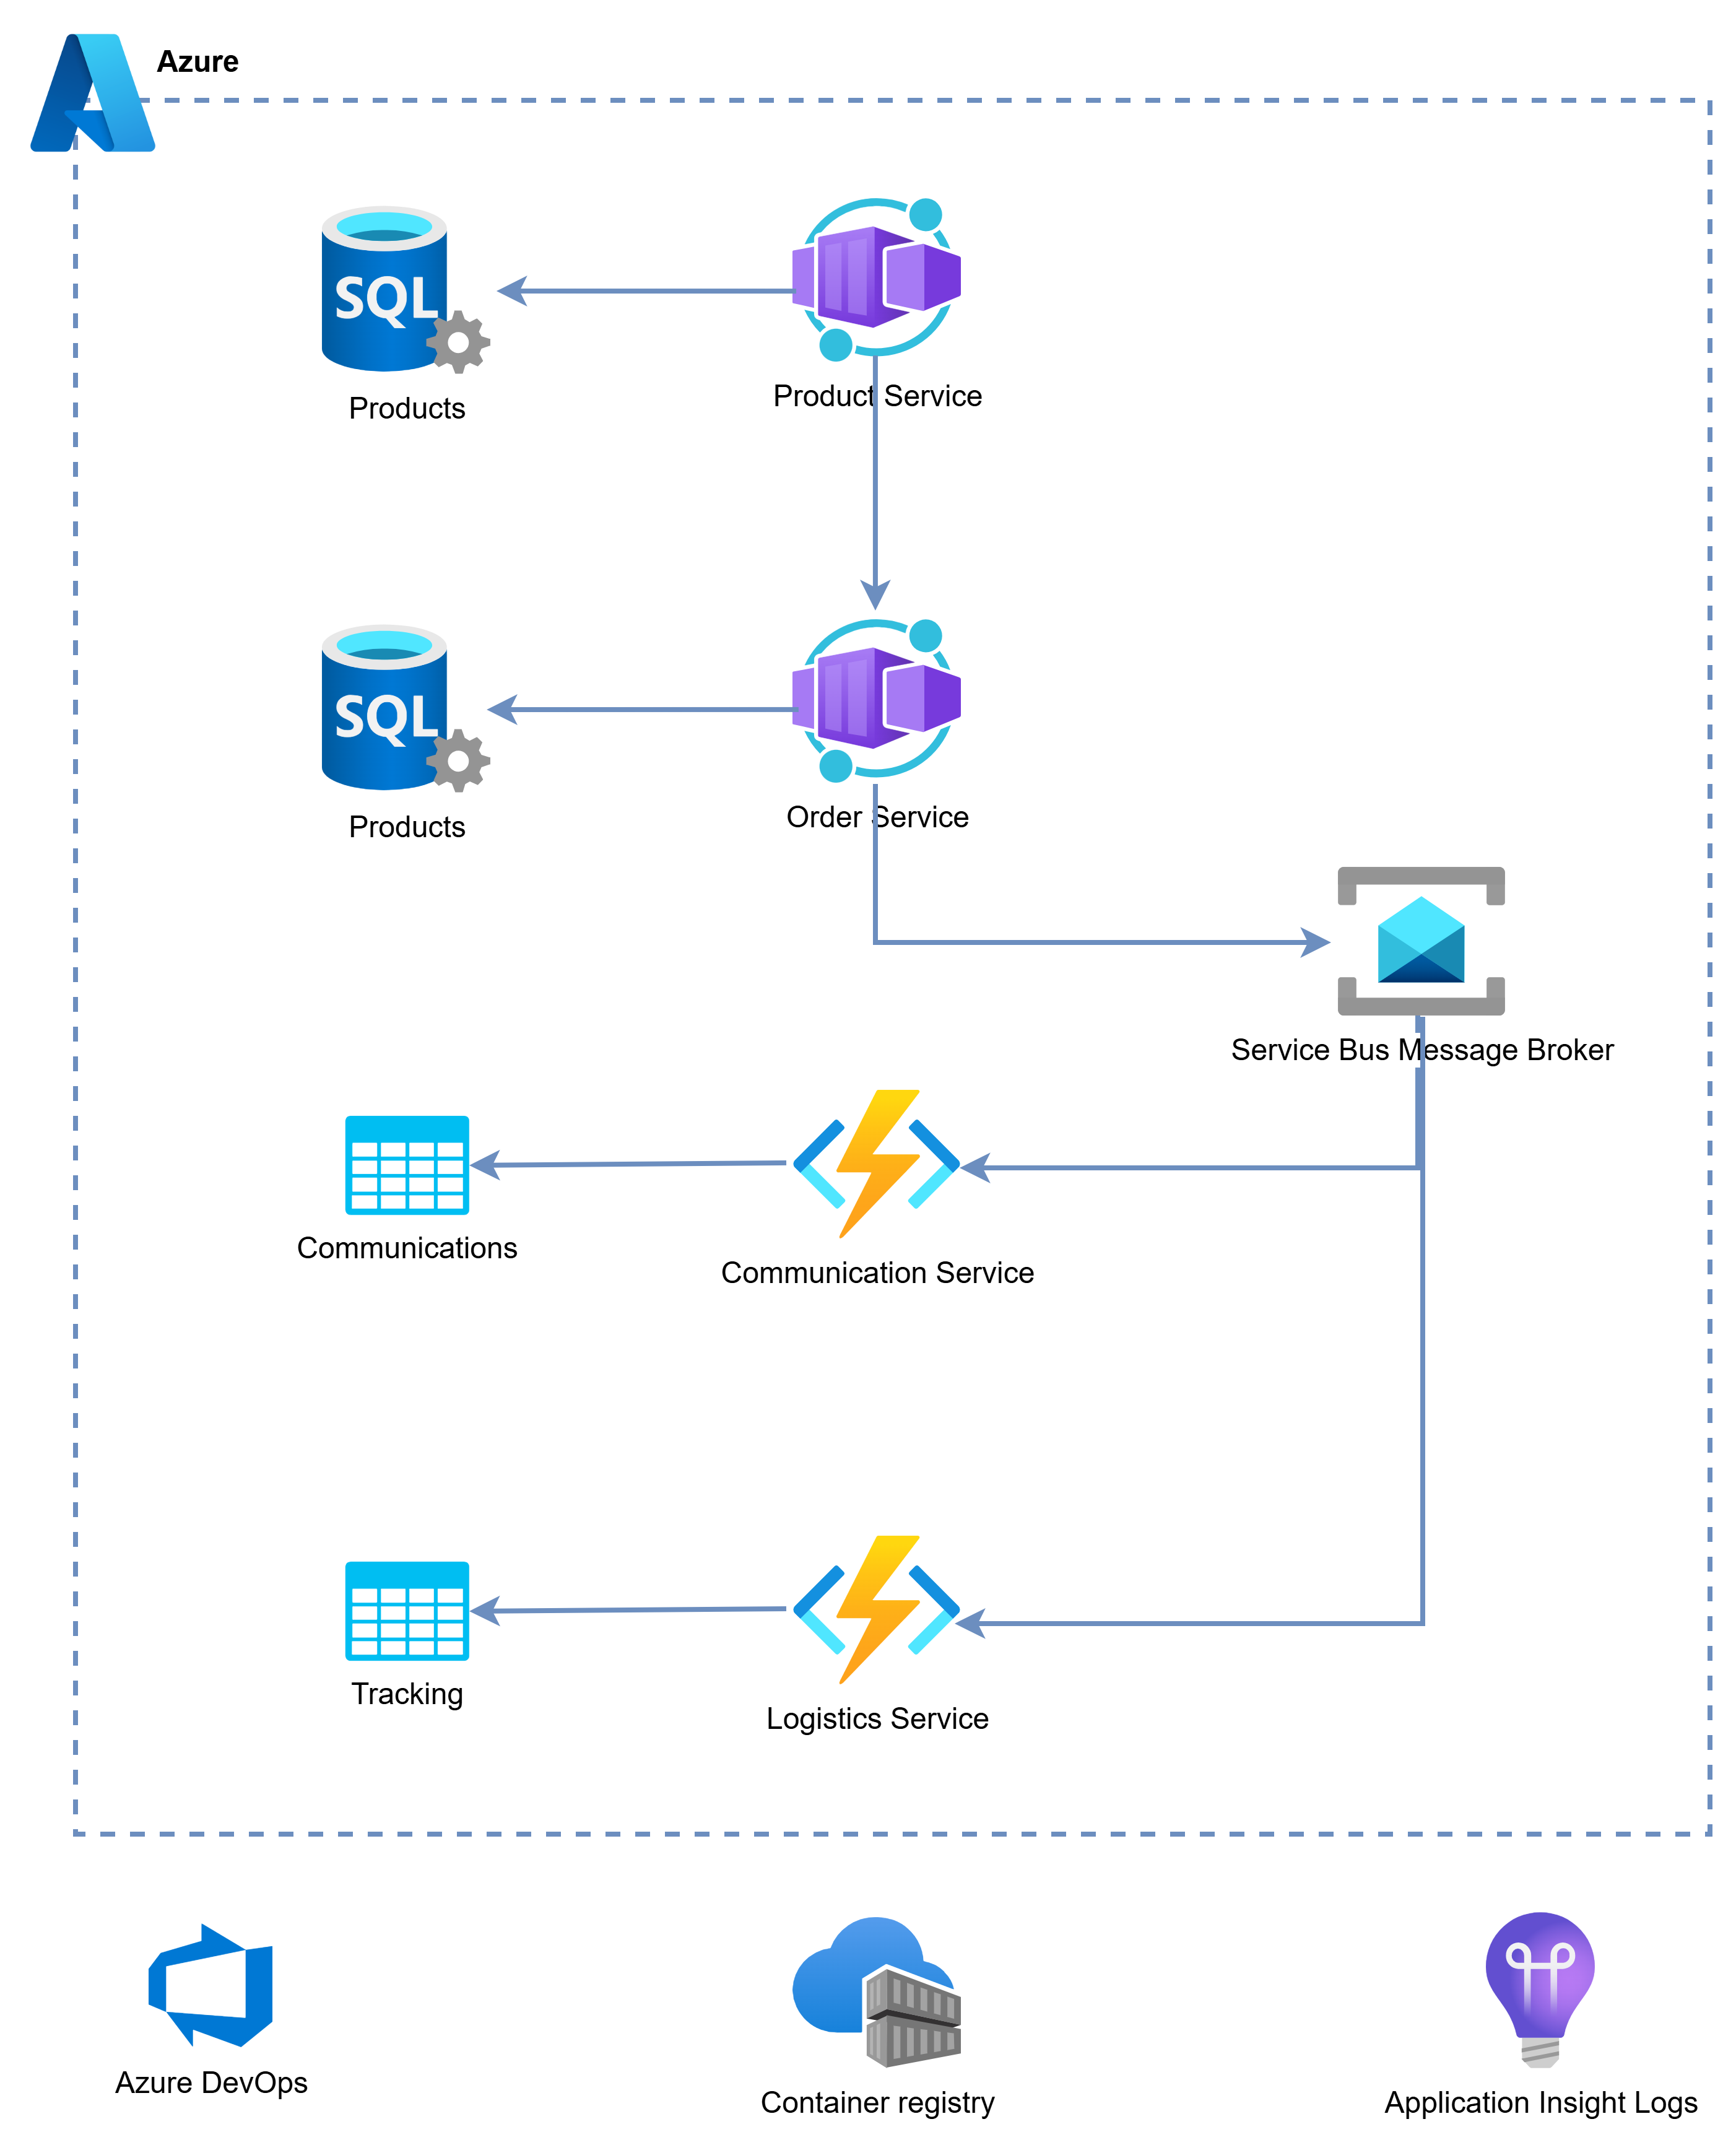 Azure
SQL
Products
Product Service
SQL
Products
Order Service
Service Bus Message Broker
Communications
Communication Service
Tracking
Logistics Service
Azure DevOps
Container registry
Application Insight Logs